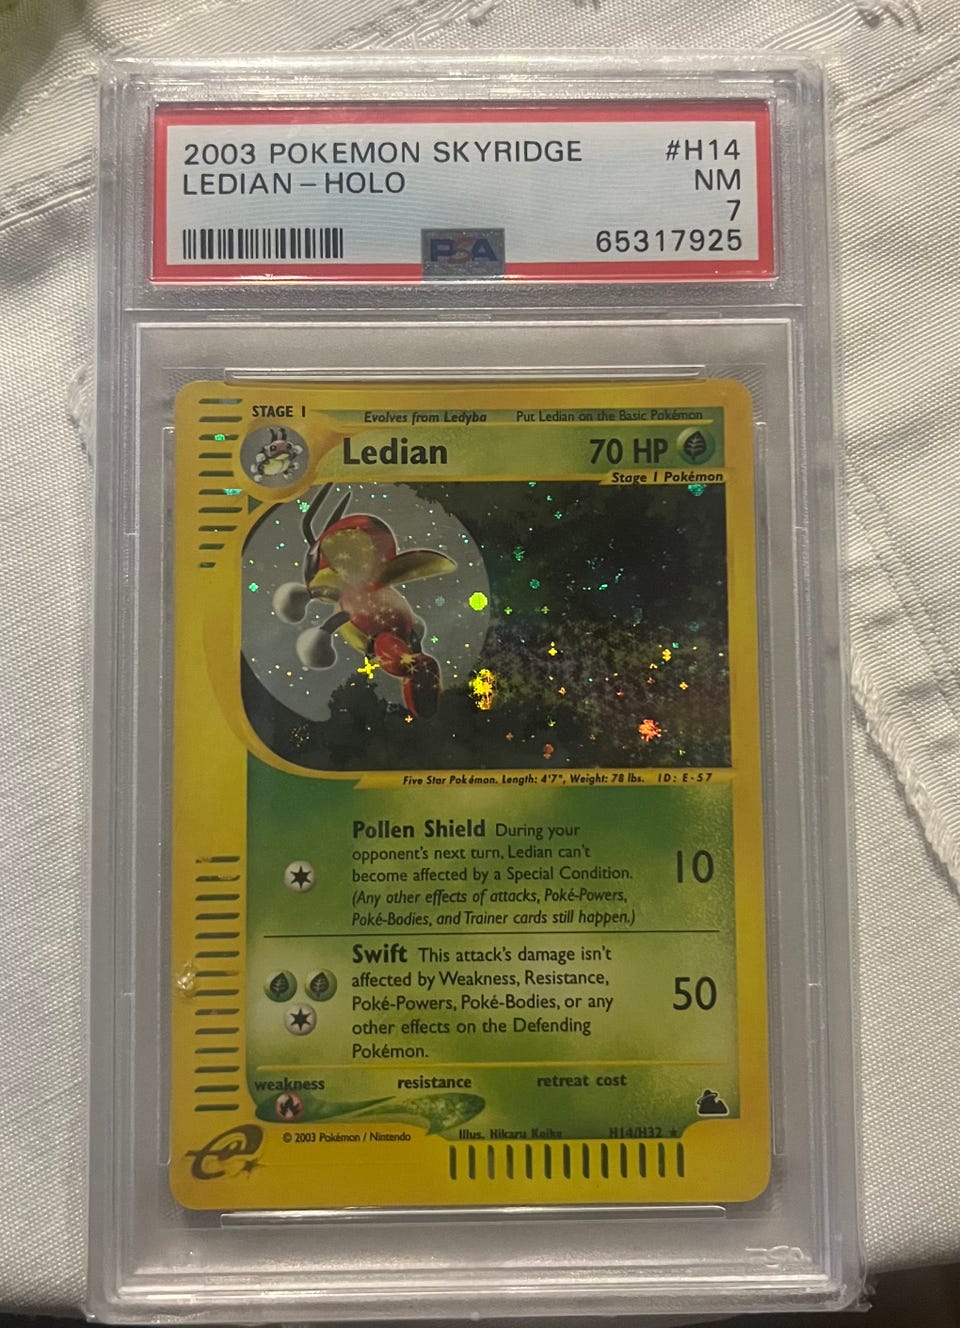 2003 POKEMON SKYRIDGE #H14
LEDIAN - HOLO NM
7
PSA 65317925
STAGE 1 Evolves from Ledyba Put Ledian on the Basic Pokémon
Ledian 70 HP
Stage 1 Pokémon
Five Star Pokémon. Length: 4'7", Weight: 78 lbs. ID: E-57
Pollen Shield During your
opponent's next turn, Ledian can't
become affected by a Special Condition. 10
(Any other effects of attacks, Poké-Powers,
Poké-Bodies, and Trainer cards still happen.)
Swift This attack's damage isn't
affected by Weakness, Resistance,
Poké-Powers, Poké-Bodies, or any 50
other effects on the Defending
Pokémon.
weakness resistance retreat cost
© 2003 Pokémon / Nintendo Illus. Hikaru Koike H14/H32 ★
e
PSA